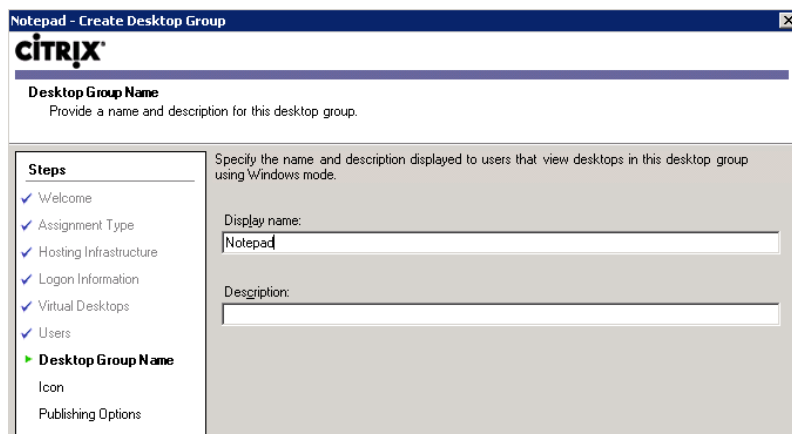 Notepad - Create Desktop Group
CİTRIX
Desktop Group Name
Provide a name and description for this desktop group.
Steps
Welcome
Assignment Type
Hosting Infrastructure
Logon Information
Virtual Desktops
Users
Desktop Group Name
Icon
Publishing Options
Specify the name and description displayed to users that view desktops in this desktop group
using Windows mode.
Display name:
Notepad
Description: